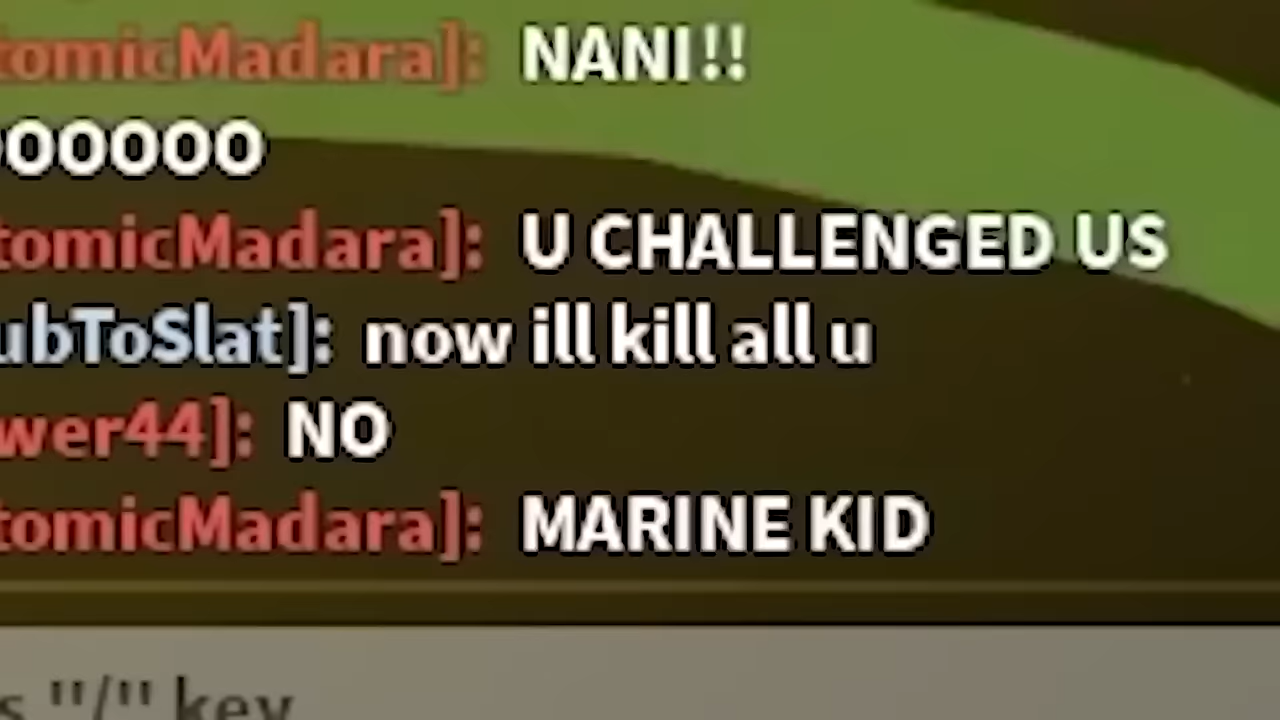 tomicMadara]: NANI!!
OOOOOO
tomicMadara]: U CHALLENGED US
ubToSlat]: now ill kill all u
wer44]: NO
tomicMadara]: MARINE KID
s "/" key